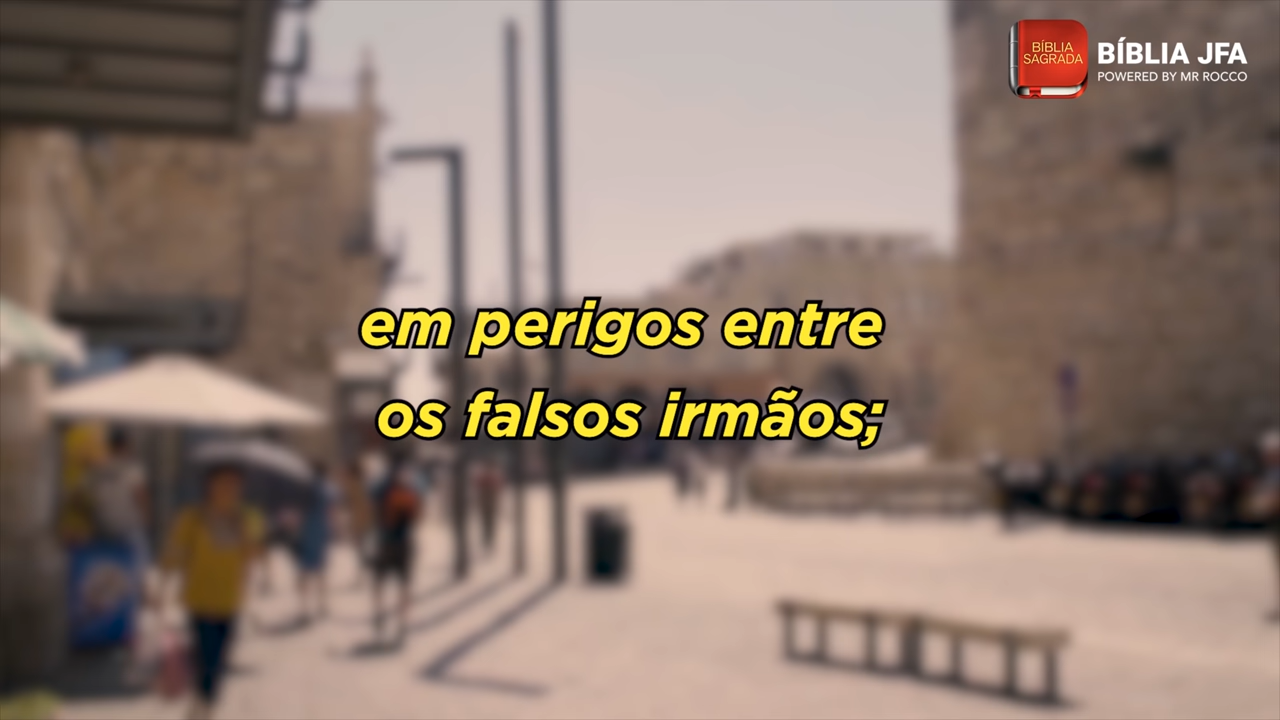 BÍBLIA
SAGRADA
BÍBLIA JFA
POWERED BY MR ROCCO
em perigos entre
os falsos irmãos;